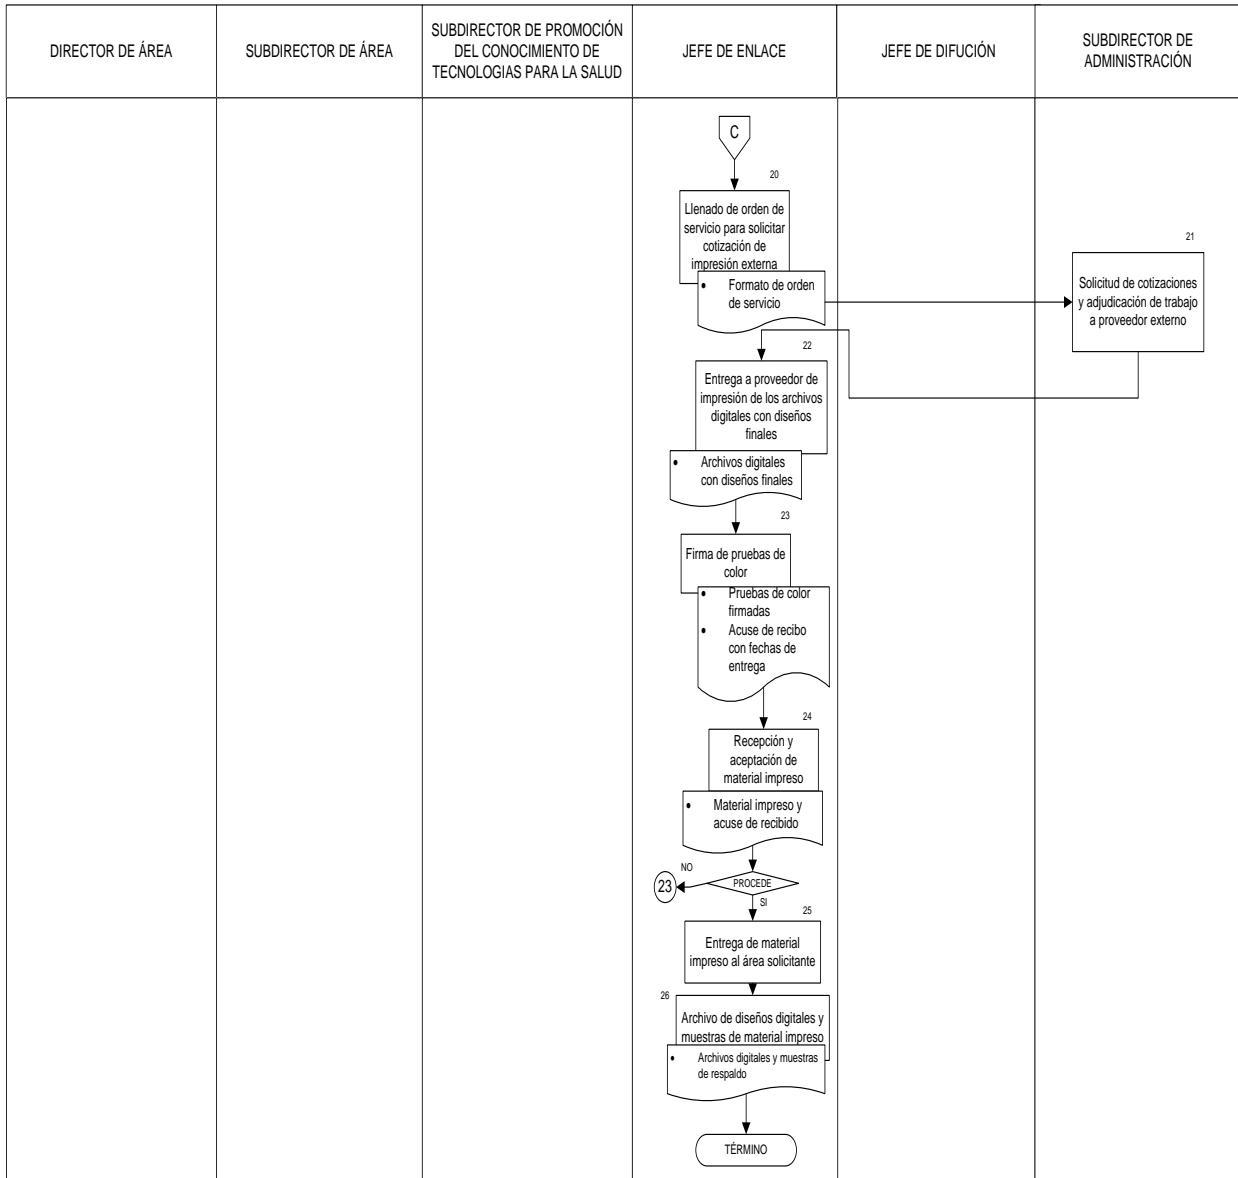 DIRECTOR DE ÁREA
SUBDIRECTOR DE ÁREA
SUBDIRECTOR DE PROMOCIÓN
DEL CONOCIMIENTO DE
TECNOLOGIAS PARA LA SALUD
JEFE DE ENLACE
JEFE DE DIFUCIÓN
SUBDIRECTOR DE
ADMINISTRACIÓN
C
20
Llenado de orden de
servicio para solicitar
cotización de
impresión externa
• Formato de orden
de servicio
21
Solicitud de cotizaciones
y adjudicación de trabajo
a proveedor externo
22
Entrega a proveedor de
impresión de los archivos
digitales con diseños
finales
• Archivos digitales
con diseños finales
23
Firma de pruebas de
color
• Pruebas de color
firmadas
• Acuse de recibo
con fechas de
entrega
24
Recepción y
aceptación de
material impreso
• Material impreso y
acuse de recibido
NO
23
PROCEDE
SI
25
Entrega de material
impreso al área solicitante
26
Archivo de diseños digitales y
muestras de material impreso
• Archivos digitales y muestras
de respaldo
TÉRMINO